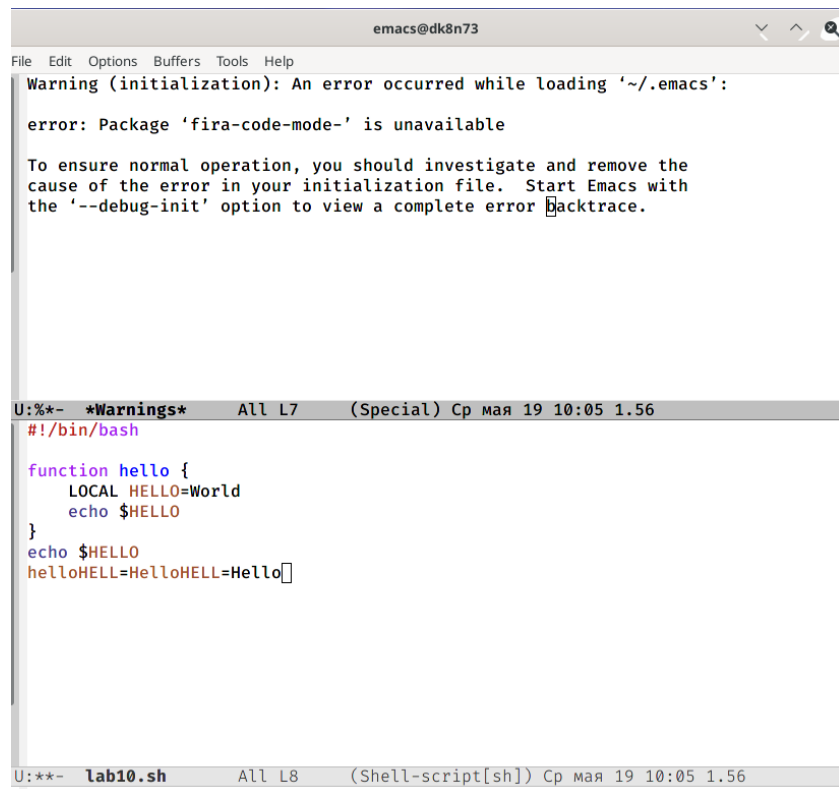 emacs@dk8n73
File Edit Options Buffers Tools Help
Warning (initialization): An error occurred while loading ‘~/.emacs’:
error: Package ‘fira-code-mode-’ is unavailable
To ensure normal operation, you should investigate and remove the
cause of the error in your initialization file.  Start Emacs with
the ‘--debug-init’ option to view a complete error backtrace.
U:%*-  *Warnings*     All L7     (Special) Ср мая 19 10:05 1.56
#!/bin/bash
function hello {
    LOCAL HELLO=World
    echo $HELLO
}
echo $HELLO
helloHELL=HelloHELL=Hello
U:**-  lab10.sh       All L8     (Shell-script[sh]) Ср мая 19 10:05 1.56